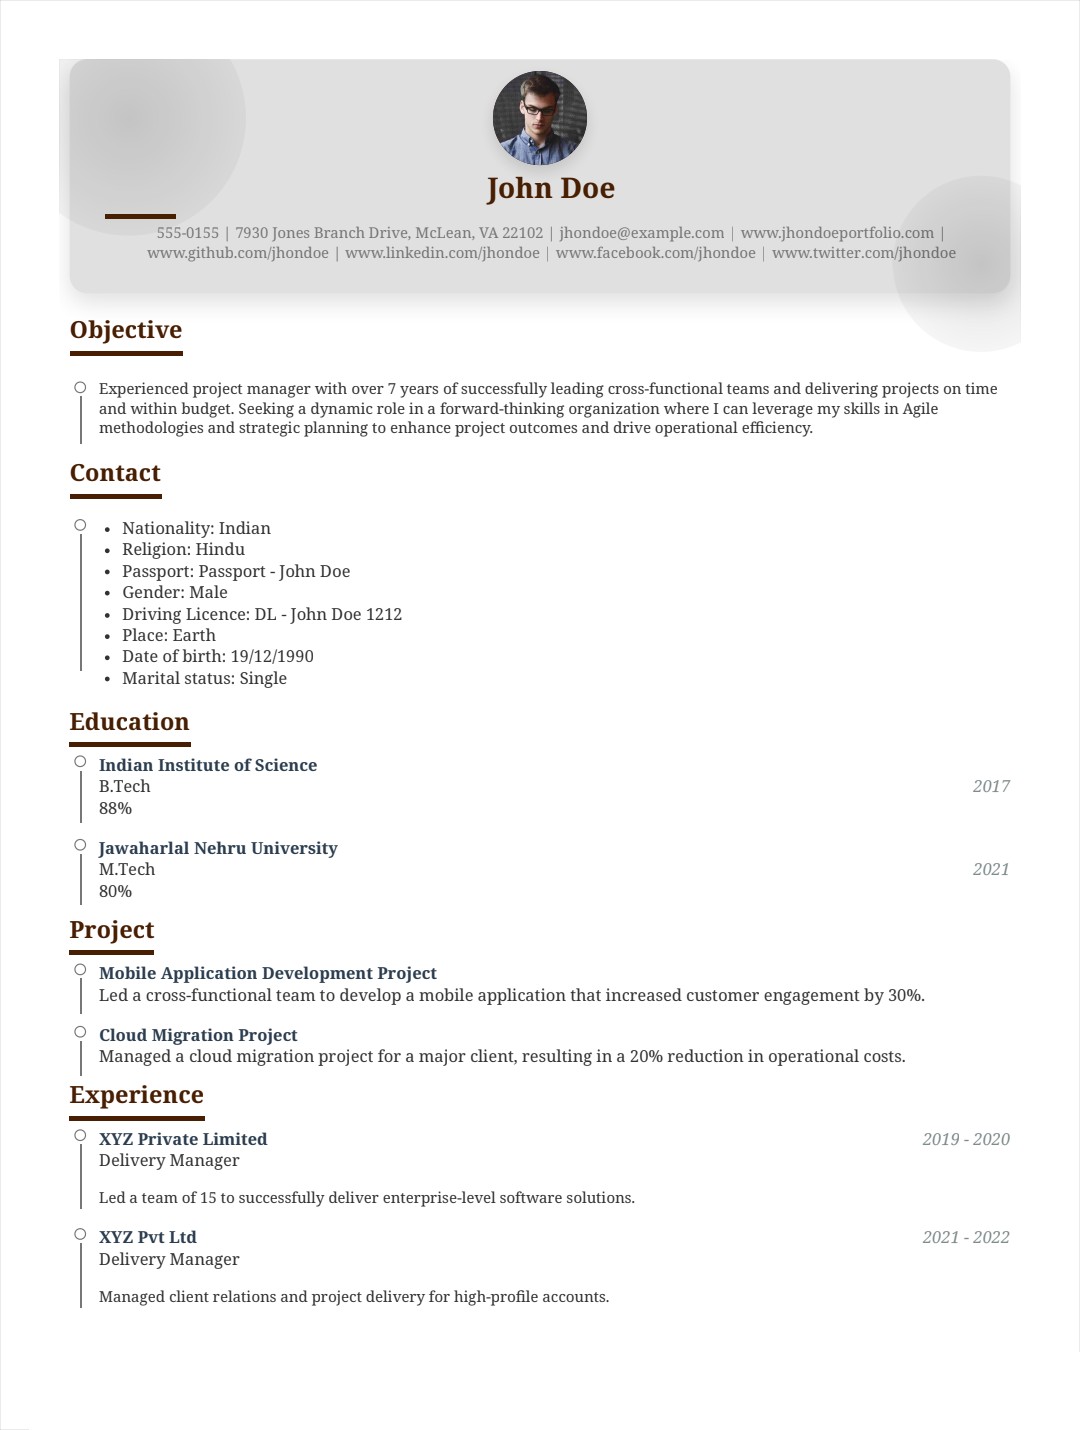 John Doe
555-0155 | 7930 Jones Branch Drive, McLean, VA 22102 | jhondoe@example.com | www.jhondoeportfolio.com |
www.github.com/jhondoe | www.linkedin.com/jhondoe | www.facebook.com/jhondoe | www.twitter.com/jhondoe
Objective
Experienced project manager with over 7 years of successfully leading cross-functional teams and delivering projects on time
and within budget. Seeking a dynamic role in a forward-thinking organization where I can leverage my skills in Agile
methodologies and strategic planning to enhance project outcomes and drive operational efficiency.
Contact
• Nationality: Indian
• Religion: Hindu
• Passport: Passport - John Doe
• Gender: Male
• Driving Licence: DL - John Doe 1212
• Place: Earth
• Date of birth: 19/12/1990
• Marital status: Single
Education
Indian Institute of Science
B.Tech 2017
88%
Jawaharlal Nehru University
M.Tech 2021
80%
Project
Mobile Application Development Project
Led a cross-functional team to develop a mobile application that increased customer engagement by 30%.
Cloud Migration Project
Managed a cloud migration project for a major client, resulting in a 20% reduction in operational costs.
Experience
XYZ Private Limited 2019 - 2020
Delivery Manager
Led a team of 15 to successfully deliver enterprise-level software solutions.
XYZ Pvt Ltd 2021 - 2022
Delivery Manager
Managed client relations and project delivery for high-profile accounts.